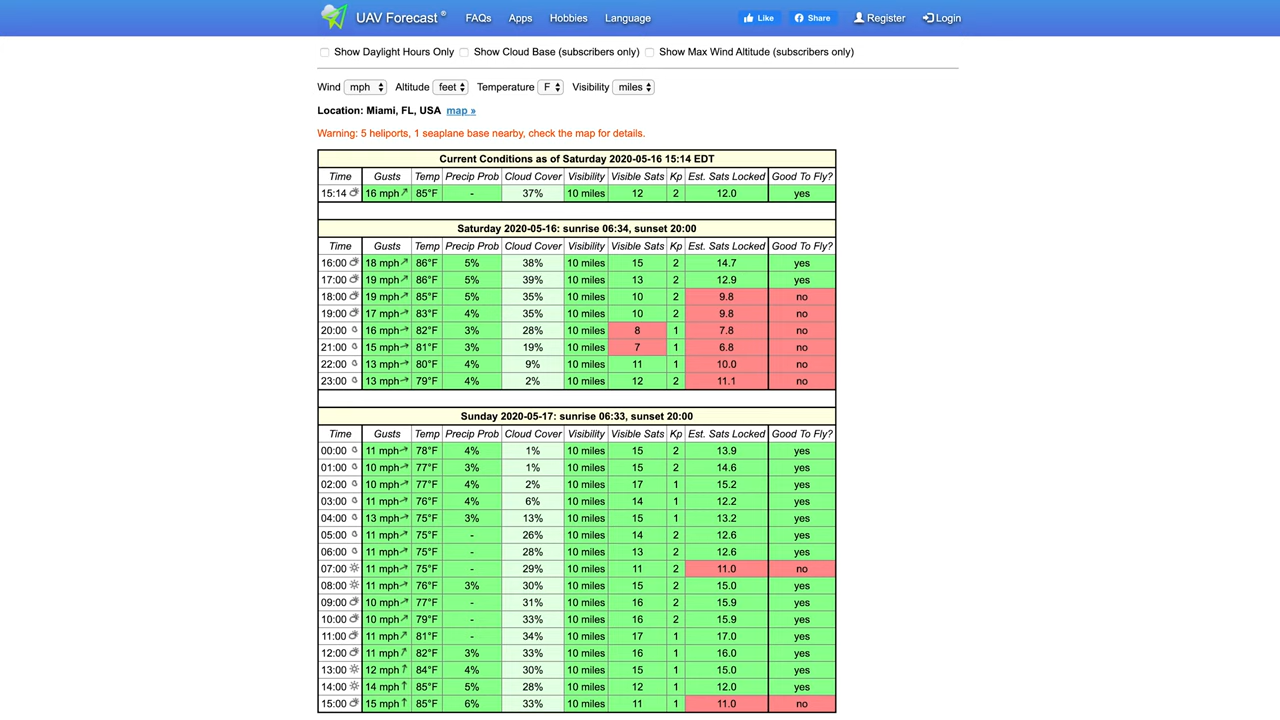 UAV Forecast ® FAQs Apps Hobbies Language Like Share Register Login
Show Daylight Hours Only Show Cloud Base (subscribers only) Show Max Wind Altitude (subscribers only)
Wind mph Altitude feet Temperature F Visibility miles
Location: Miami, FL, USA map »
Warning: 5 heliports, 1 seaplane base nearby, check the map for details.
Current Conditions as of Saturday 2020-05-16 15:14 EDT
Time Gusts Temp Precip Prob Cloud Cover Visibility Visible Sats Kp Est. Sats Locked Good To Fly?
15:14 16 mph 85°F - 37% 10 miles 12 2 12.0 yes
Saturday 2020-05-16: sunrise 06:34, sunset 20:00
Time Gusts Temp Precip Prob Cloud Cover Visibility Visible Sats Kp Est. Sats Locked Good To Fly?
16:00 18 mph 86°F 5% 38% 10 miles 15 2 14.7 yes
17:00 19 mph 86°F 5% 39% 10 miles 13 2 12.9 yes
18:00 19 mph 85°F 5% 35% 10 miles 10 2 9.8 no
19:00 17 mph 83°F 4% 35% 10 miles 10 2 9.8 no
20:00 16 mph 82°F 3% 28% 10 miles 8 1 7.8 no
21:00 15 mph 81°F 3% 19% 10 miles 7 1 6.8 no
22:00 13 mph 80°F 4% 9% 10 miles 11 1 10.0 no
23:00 13 mph 79°F 4% 2% 10 miles 12 2 11.1 no
Sunday 2020-05-17: sunrise 06:33, sunset 20:00
Time Gusts Temp Precip Prob Cloud Cover Visibility Visible Sats Kp Est. Sats Locked Good To Fly?
00:00 11 mph 78°F 4% 1% 10 miles 15 2 13.9 yes
01:00 10 mph 77°F 3% 1% 10 miles 15 2 14.6 yes
02:00 10 mph 77°F 4% 2% 10 miles 17 1 15.2 yes
03:00 11 mph 76°F 4% 6% 10 miles 14 1 12.2 yes
04:00 13 mph 75°F 3% 13% 10 miles 15 1 13.2 yes
05:00 11 mph 75°F - 26% 10 miles 14 2 12.6 yes
06:00 11 mph 75°F - 28% 10 miles 13 2 12.6 yes
07:00 11 mph 75°F - 29% 10 miles 11 2 11.0 no
08:00 11 mph 76°F 3% 30% 10 miles 15 2 15.0 yes
09:00 10 mph 77°F - 31% 10 miles 16 2 15.9 yes
10:00 10 mph 79°F - 33% 10 miles 16 2 15.9 yes
11:00 11 mph 81°F - 34% 10 miles 17 1 17.0 yes
12:00 11 mph 82°F 3% 33% 10 miles 16 1 16.0 yes
13:00 12 mph 84°F 4% 30% 10 miles 15 1 15.0 yes
14:00 14 mph 85°F 5% 28% 10 miles 12 1 12.0 yes
15:00 15 mph 85°F 6% 33% 10 miles 11 1 11.0 no